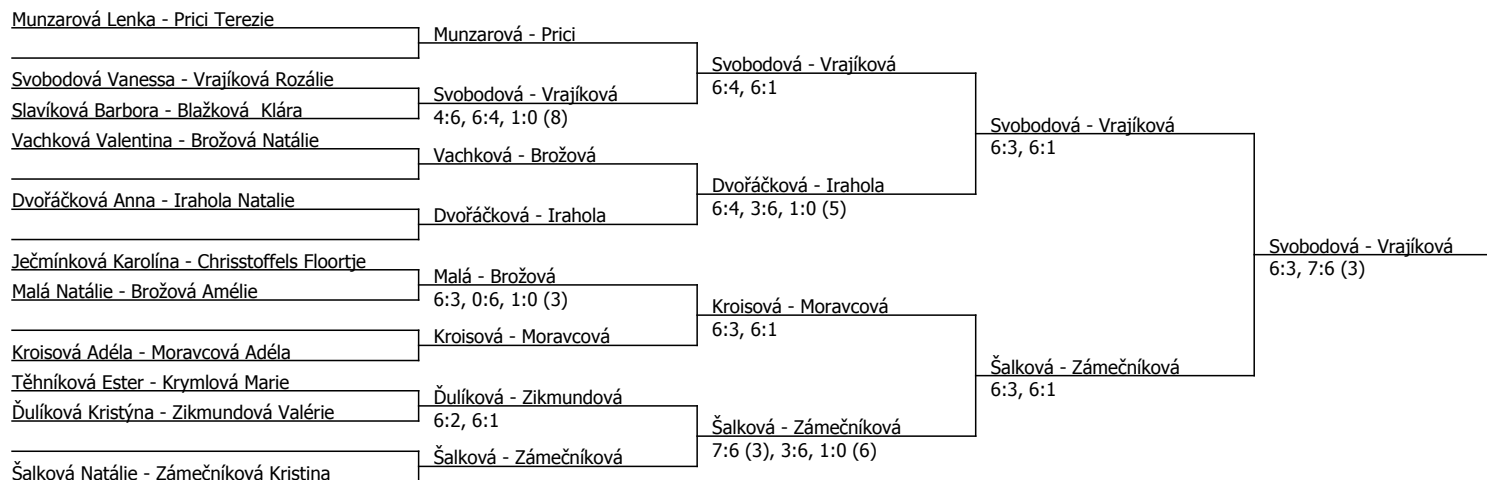 Munzarová Lenka - Prici Terezie
Svobodová Vanessa - Vrajíková Rozálie
Slavíková Barbora - Blažková  Klára
Vachková Valentina - Brožová Natálie
Dvořáčková Anna - Irahola Natalie
Ječmínková Karolína - Chrisstoffels Floortje
Malá Natálie - Brožová Amélie
Kroisová Adéla - Moravcová Adéla
Těhníková Ester - Krymlová Marie
Ďulíková Kristýna - Zikmundová Valérie
Šalková Natálie - Zámečníková Kristina
Munzarová - Prici
Svobodová - Vrajíková
4:6, 6:4, 1:0 (8)
Vachková - Brožová
Dvořáčková - Irahola
Malá - Brožová
6:3, 0:6, 1:0 (3)
Kroisová - Moravcová
Ďulíková - Zikmundová
6:2, 6:1
Šalková - Zámečníková
Svobodová - Vrajíková
6:4, 6:1
Dvořáčková - Irahola
6:4, 3:6, 1:0 (5)
Kroisová - Moravcová
6:3, 6:1
Šalková - Zámečníková
7:6 (3), 3:6, 1:0 (6)
Svobodová - Vrajíková
6:3, 6:1
Šalková - Zámečníková
6:3, 6:1
Svobodová - Vrajíková
6:3, 7:6 (3)